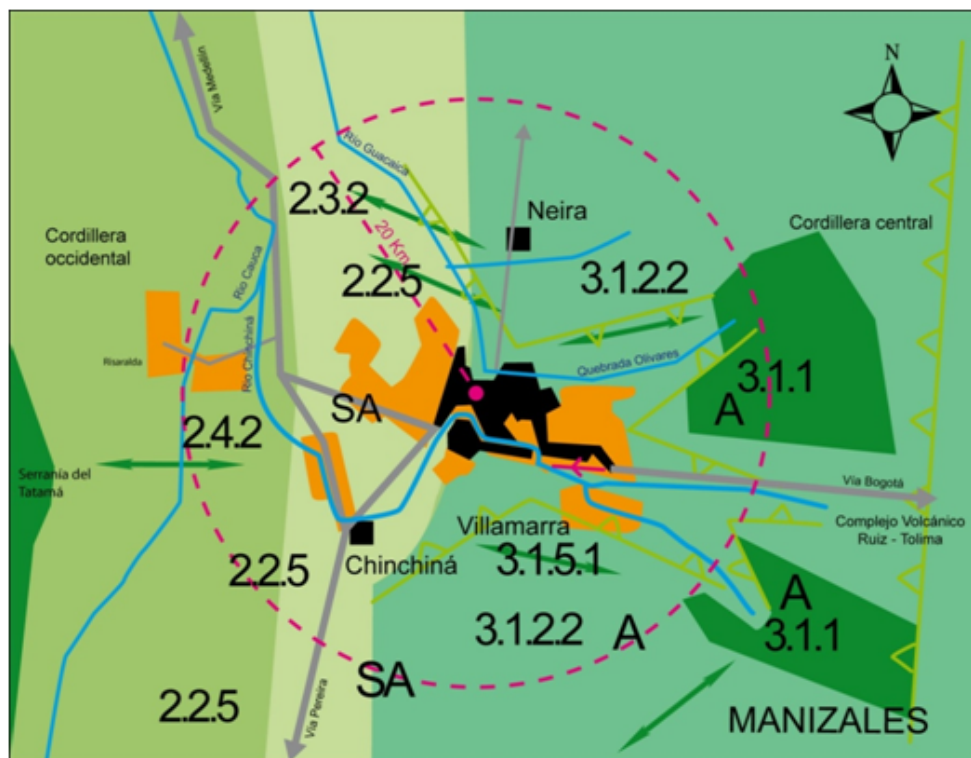 N
Vía Medellín
Río Guacaica
2.3.2
Neira
Cordillera central
Cordillera
occidental
20 Km
2.2.5
3.1.2.2
Río Cauca
Quebrada Olivares
Risaralda
Río Chinchiná
3.1.1
SA
A
2.4.2
Serranía del
Tatamá
Vía Bogotá
Villamarra
Complejo Volcánico
Ruiz - Tolima
Chinchiná
3.1.5.1
2.2.5
A
3.1.2.2
A
3.1.1
SA
2.2.5
Vía Pereira
MANIZALES